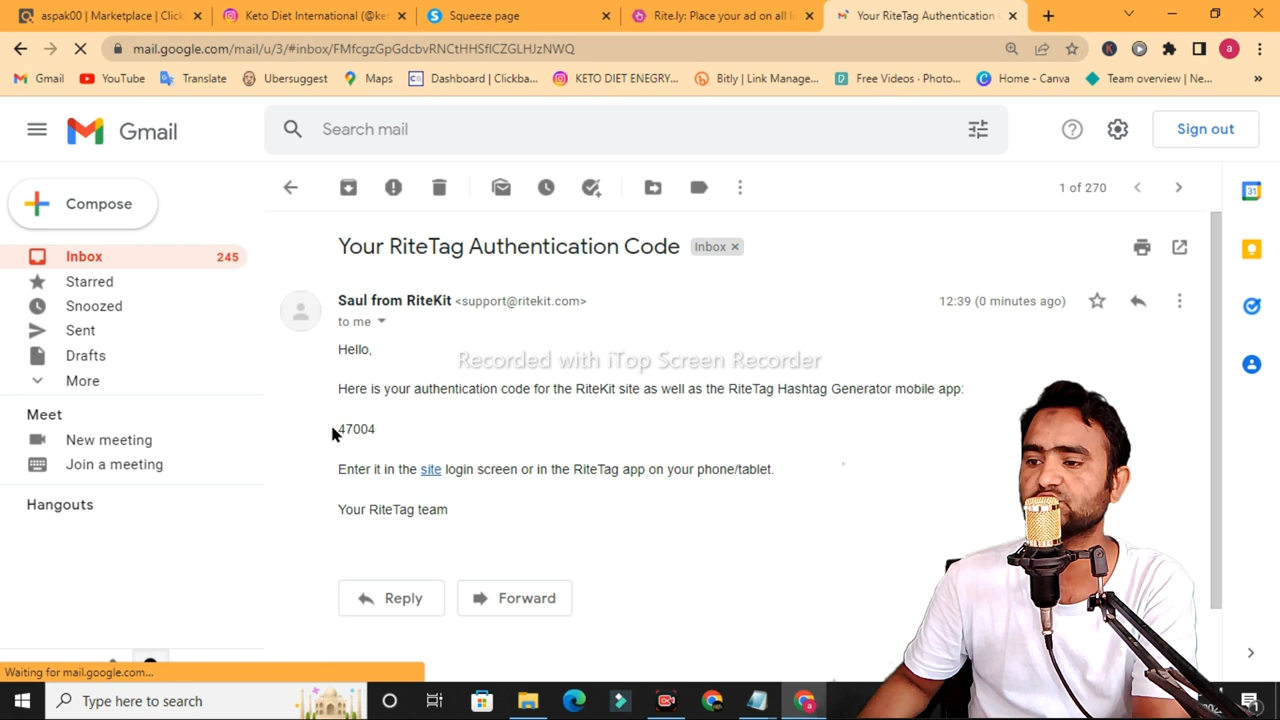 aspak00 | Marketplace | Click
Keto Diet International (@ke
Squeeze page
Rite.ly: Place your ad on all
Your RiteTag Authentication
mail.google.com/mail/u/3/#inbox/FMfcgzGpGdcbvRNCtHHSflCZGLHJzNWQ
Gmail
YouTube
Translate
Ubersuggest
Maps
Dashboard | Clickba...
KETO DIET ENEGRY...
Bitly | Link Manage...
Free Videos · Photo...
Home - Canva
Team overview | Ne...
Gmail
Search mail
Sign out
Compose
1 of 270
Inbox 245
Starred
Snoozed
Sent
Drafts
More
Meet
New meeting
Join a meeting
Hangouts
Your RiteTag Authentication Code Inbox
Saul from RiteKit <support@ritekit.com>
12:39 (0 minutes ago)
to me
Hello,
Recorded with iTop Screen Recorder
Here is your authentication code for the RiteKit site as well as the RiteTag Hashtag Generator mobile app:
47004
Enter it in the site login screen or in the RiteTag app on your phone/tablet.
Your RiteTag team
Reply
Forward
Waiting for mail.google.com...
Type here to search